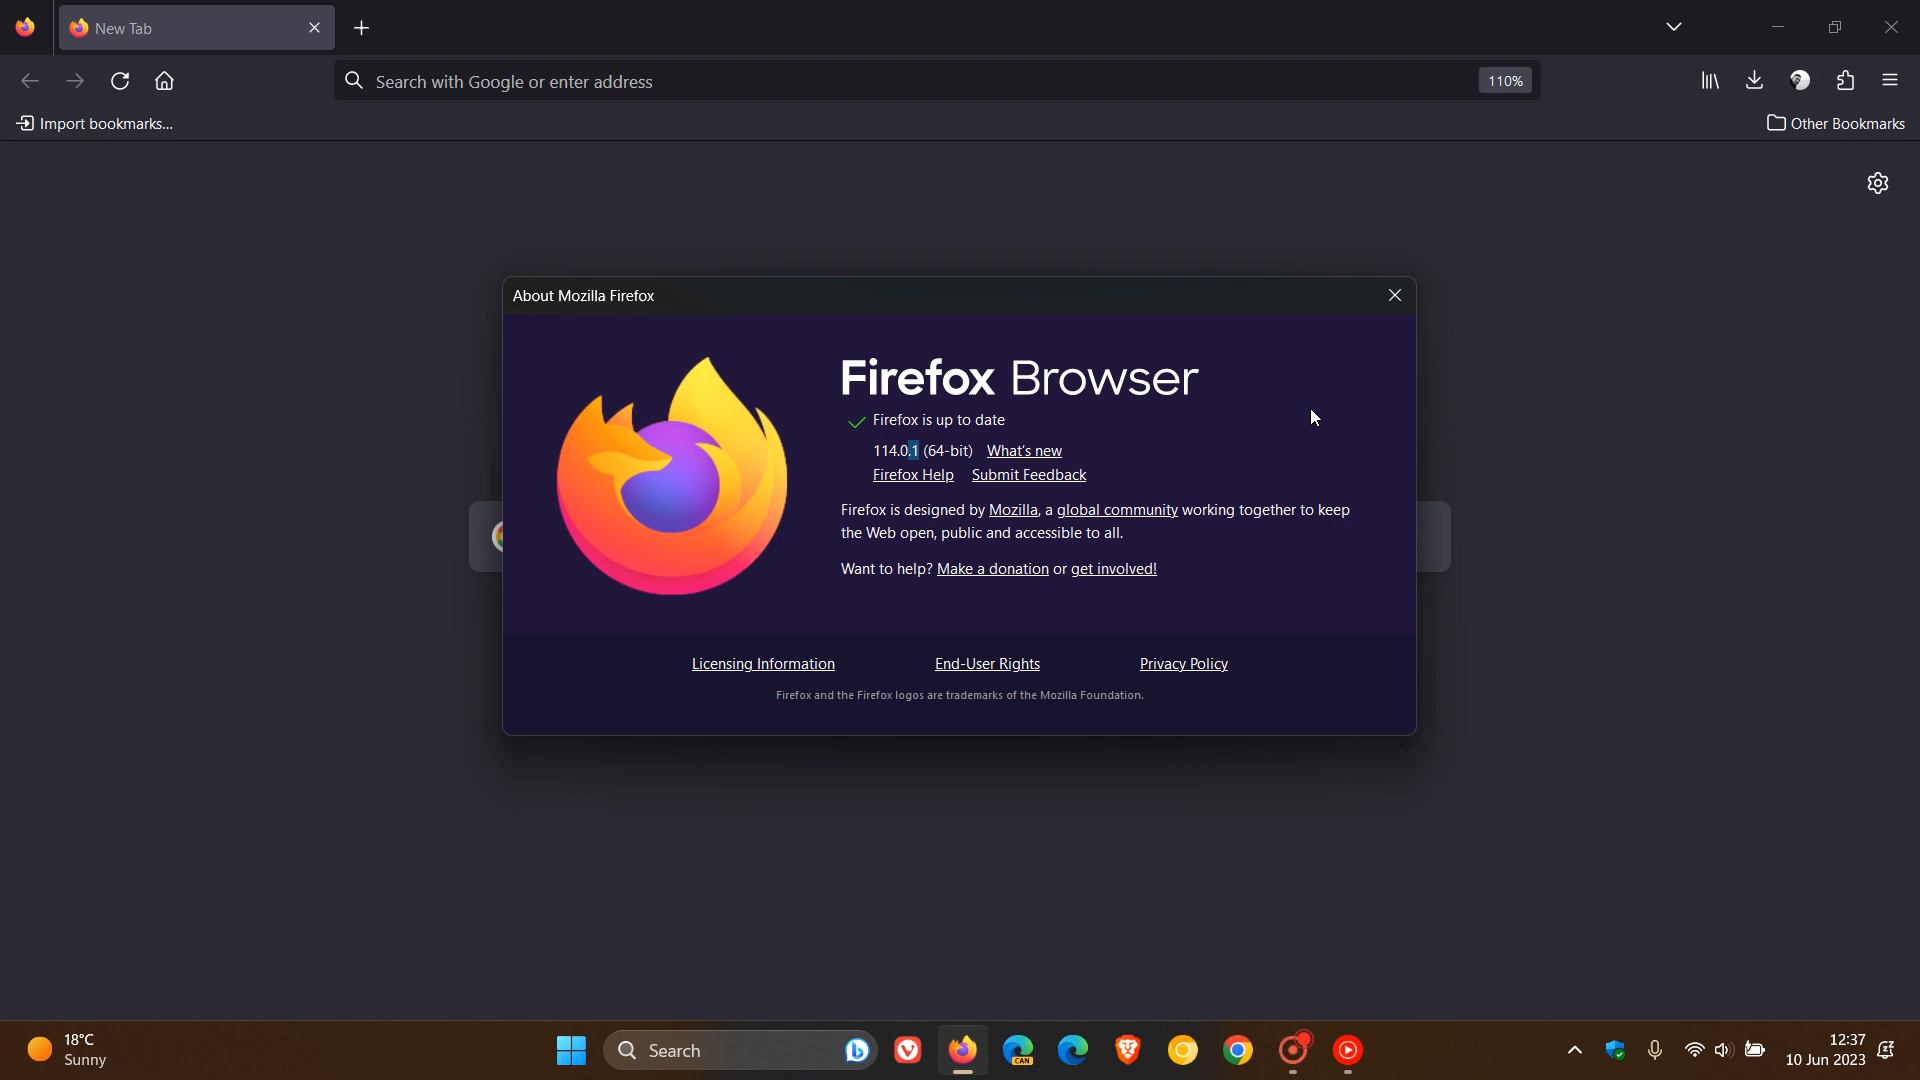 New Tab
Search with Google or enter address
110%
Import bookmarks...
Other Bookmarks
About Mozilla Firefox
Firefox Browser
Firefox is up to date
114.0.1 (64-bit) What's new
Firefox Help Submit Feedback
Firefox is designed by Mozilla, a global community working together to keep
the Web open, public and accessible to all.
Want to help? Make a donation or get involved!
Licensing Information End-User Rights Privacy Policy
Firefox and the Firefox logos are trademarks of the Mozilla Foundation.
18°C
Sunny
Search
CAN
12:37
10 Jun 2023